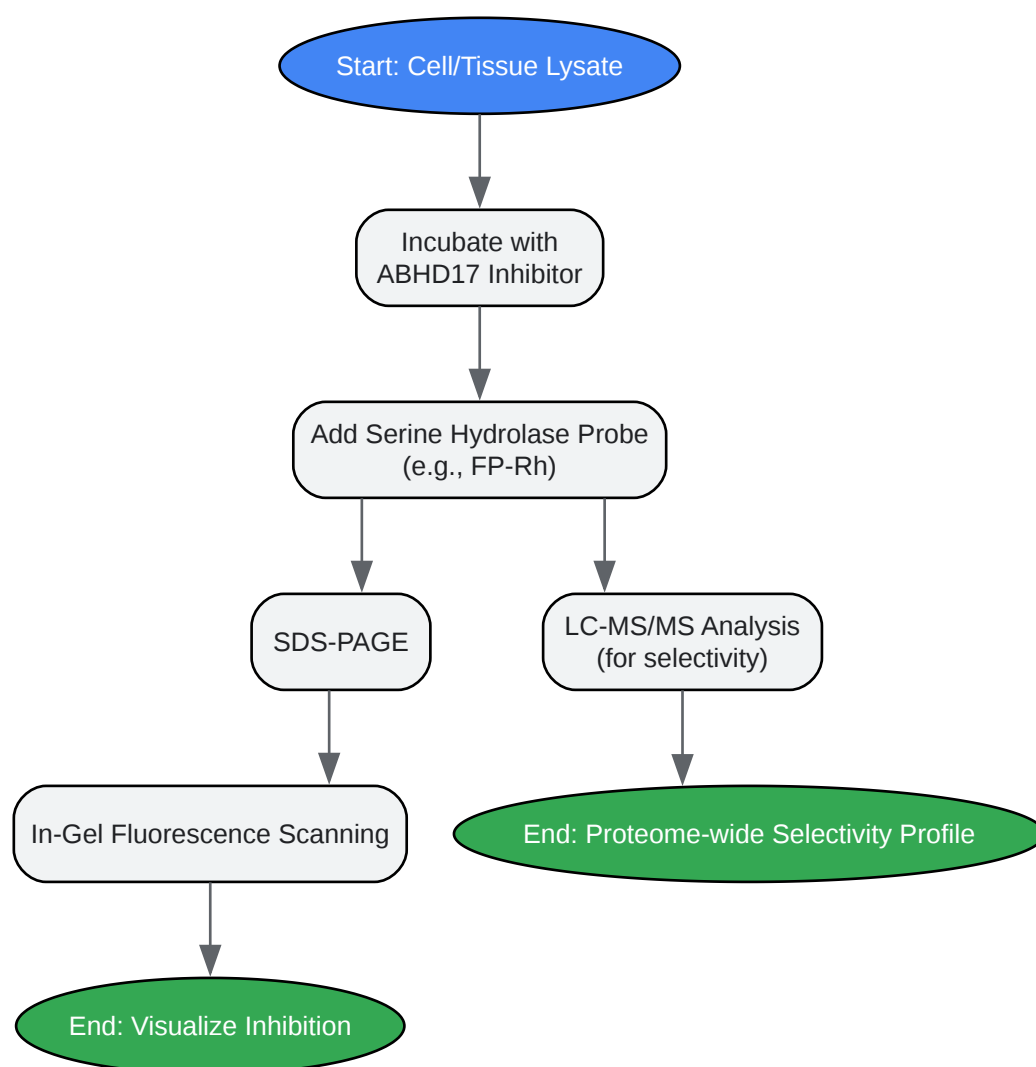 Start: Cell/Tissue Lysate
Incubate with
ABHD17 Inhibitor
Add Serine Hydrolase Probe
(e.g., FP-Rh)
SDS-PAGE
LC-MS/MS Analysis
(for selectivity)
In-Gel Fluorescence Scanning
End: Proteome-wide Selectivity Profile
End: Visualize Inhibition